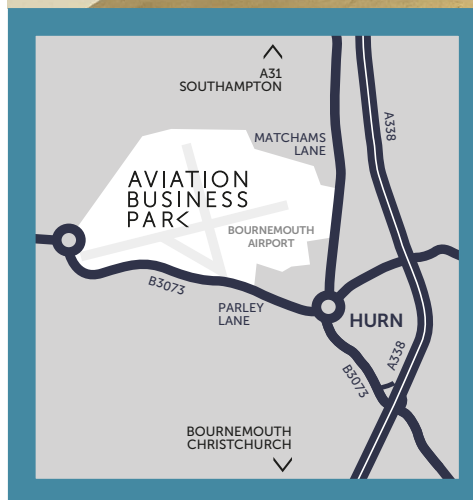 A31
SOUTHAMPTON
A338
MATCHAMS
LANE
AVIATION
BUSINESS
PARK
BOURNEMOUTH
AIRPORT
B3073
PARLEY
LANE
HURN
A338
B3073
BOURNEMOUTH
CHRISTCHURCH